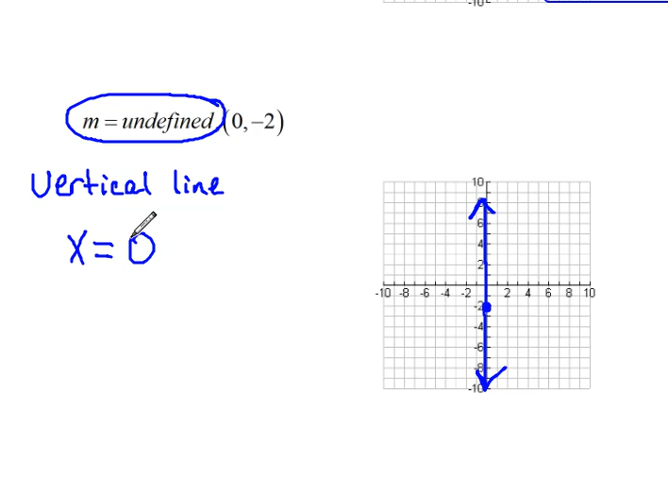 -10
m = undefined, (0, −2)
Vertical line
x = 0
10
6
4
2
-10 -8 -6 -4 -2 2 4 6 8 10
-2
-4
-6
-8
-10